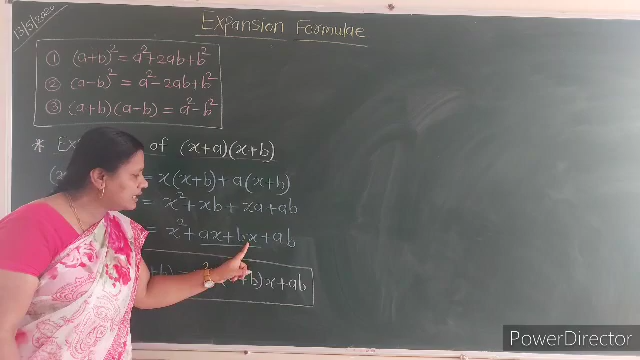 13/5/2020
Expansion Formulae
① (a+b)² = a²+2ab+b²
② (a-b)² = a²-2ab+b²
③ (a+b)(a-b) = a²-b²
* of (x+a)(x+b)
= x(x+b) + a(x+b)
= x² + xb + xa + ab
= x² + ax + bx + ab
b)x + ab
PowerDirector